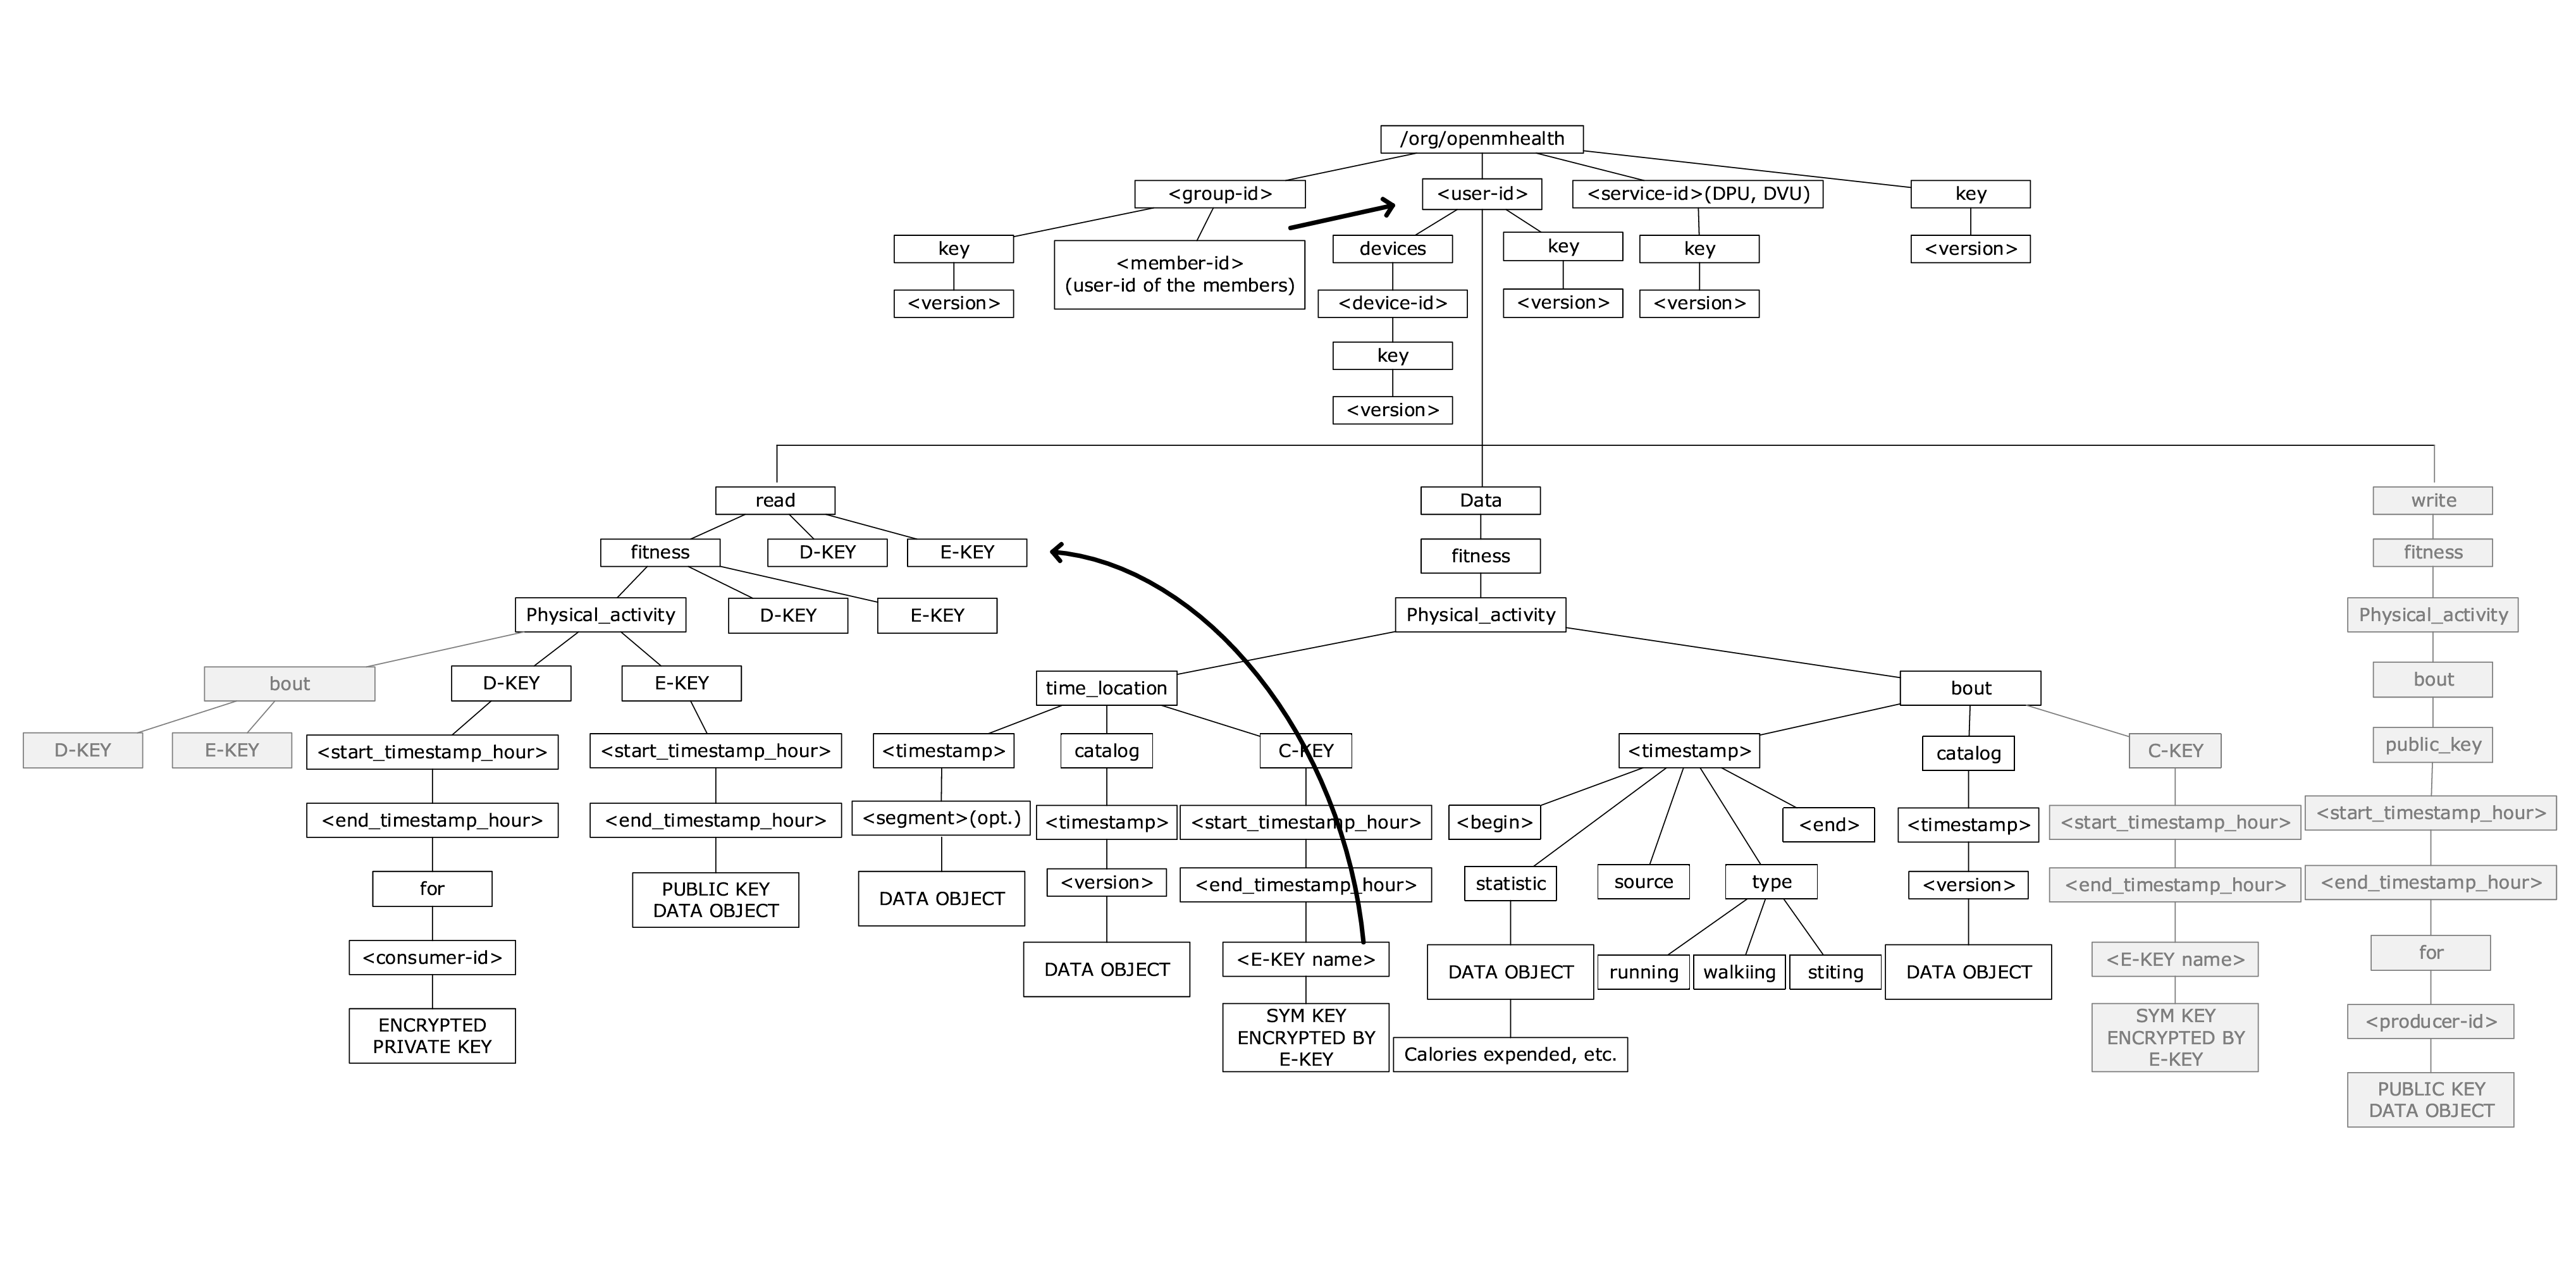 /org/openmhealth
<group-id>
<user-id>
<service-id>(DPU, DVU)
key
key
<member-id>
(user-id of the members)
devices
key
key
<version>
<version>
<device-id>
<version>
<version>
key
<version>
read
Data
write
fitness
D-KEY
E-KEY
fitness
fitness
Physical_activity
D-KEY
E-KEY
Physical_activity
Physical_activity
bout
D-KEY
E-KEY
time_location
bout
bout
D-KEY
E-KEY
<start_timestamp_hour>
<start_timestamp_hour>
<timestamp>
catalog
C-KEY
<timestamp>
catalog
C-KEY
public_key
<end_timestamp_hour>
<end_timestamp_hour>
<segment>(opt.)
<timestamp>
<start_timestamp_hour>
<begin>
<end>
<timestamp>
<start_timestamp_hour>
<start_timestamp_hour>
for
PUBLIC KEY
DATA OBJECT
DATA OBJECT
<version>
<end_timestamp_hour>
statistic
source
type
<version>
<end_timestamp_hour>
<end_timestamp_hour>
<consumer-id>
DATA OBJECT
<E-KEY name>
DATA OBJECT
running
walkiing
stiting
DATA OBJECT
<E-KEY name>
for
ENCRYPTED
PRIVATE KEY
SYM KEY
ENCRYPTED BY
E-KEY
Calories expended, etc.
SYM KEY
ENCRYPTED BY
E-KEY
<producer-id>
PUBLIC KEY
DATA OBJECT